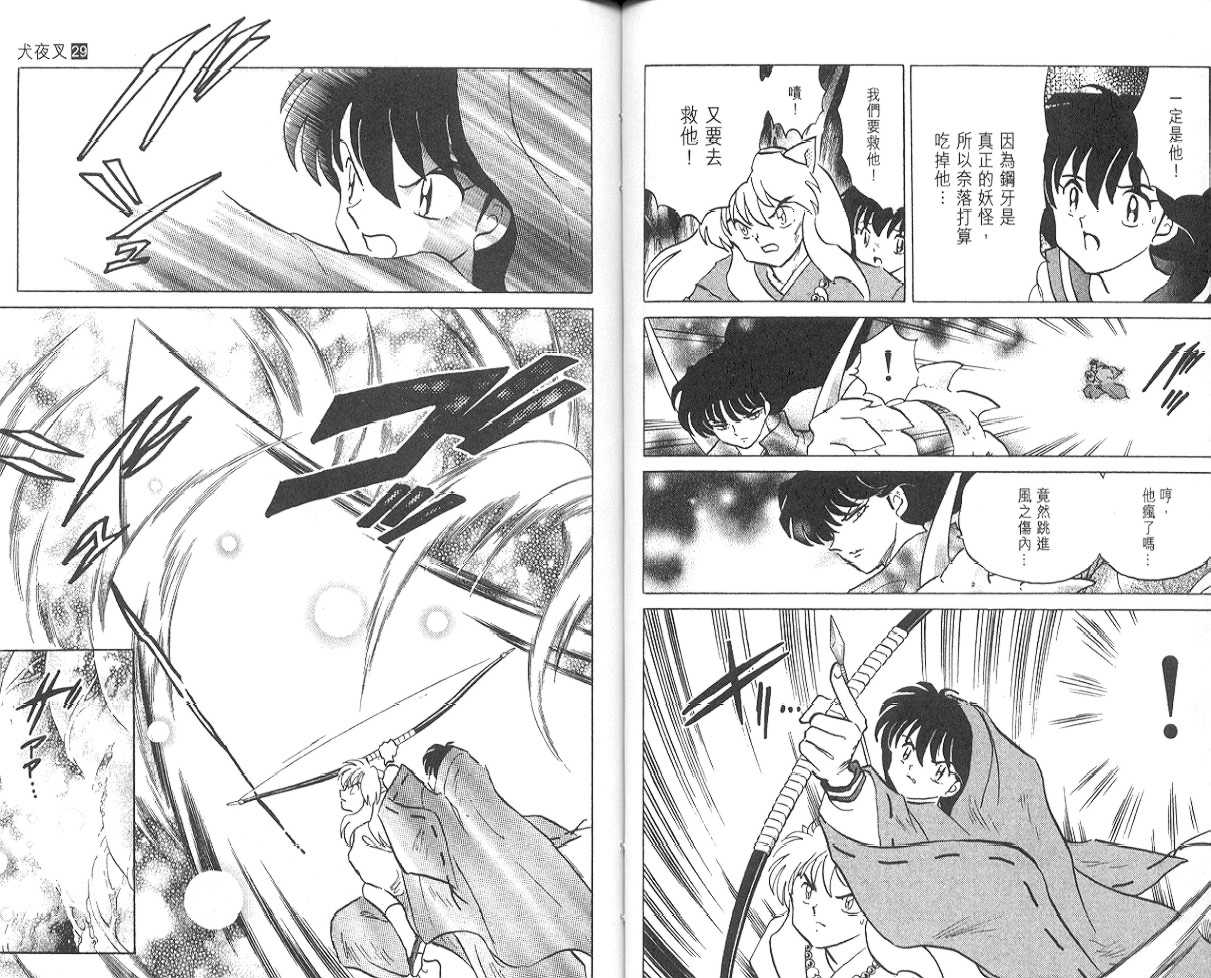 一定是他！
因為鋼牙是
真正的妖怪，
所以奈落打算
吃掉他…
我們要救他！
嘖！
又要去
救他！
！
哼，
他瘋了嗎…
竟然跳進
風之傷內…
！
犬夜叉29